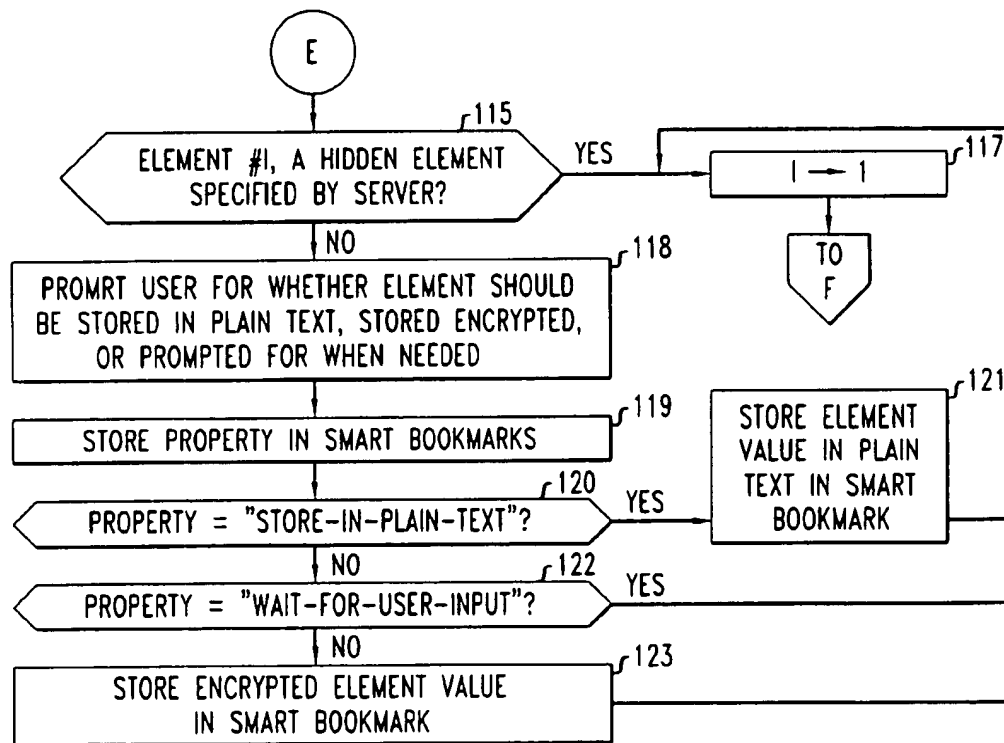 E
115
ELEMENT #I, A HIDDEN ELEMENT
SPECIFIED BY SERVER?
YES
117
I → 1
NO
TO
F
118
PROMRT USER FOR WHETHER ELEMENT SHOULD
BE STORED IN PLAIN TEXT, STORED ENCRYPTED,
OR PROMPTED FOR WHEN NEEDED
119
STORE PROPERTY IN SMART BOOKMARKS
121
STORE ELEMENT
VALUE IN PLAIN
TEXT IN SMART
BOOKMARK
120
PROPERTY = "STORE-IN-PLAIN-TEXT"?
YES
NO
122
PROPERTY = "WAIT-FOR-USER-INPUT"?
YES
NO
123
STORE ENCRYPTED ELEMENT VALUE
IN SMART BOOKMARK